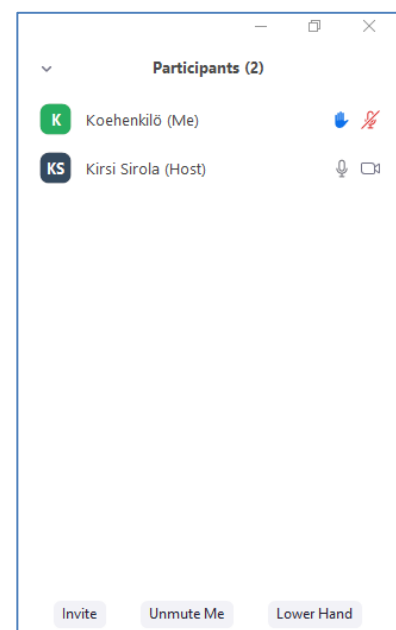 Participants (2)
K Koehenkilö (Me)
KS Kirsi Sirola (Host)
Invite Unmute Me Lower Hand